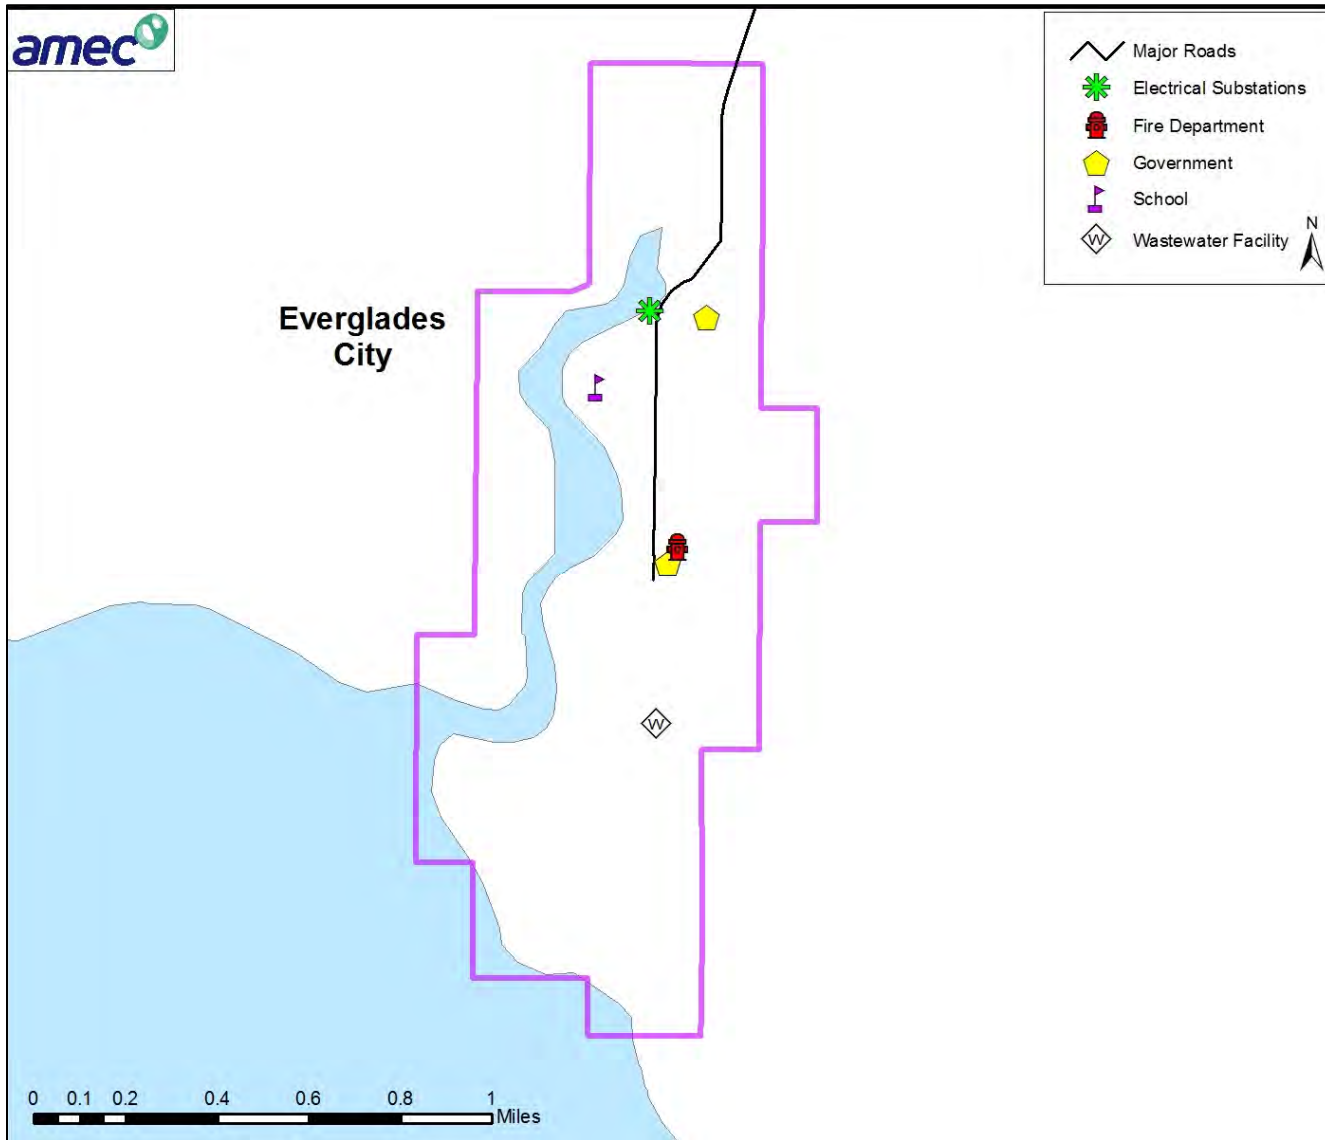 amec
Major Roads
Electrical Substations
Fire Department
Government
School
W Wastewater Facility
N
Everglades
City
W
0 0.1 0.2 0.4 0.6 0.8 1
Miles